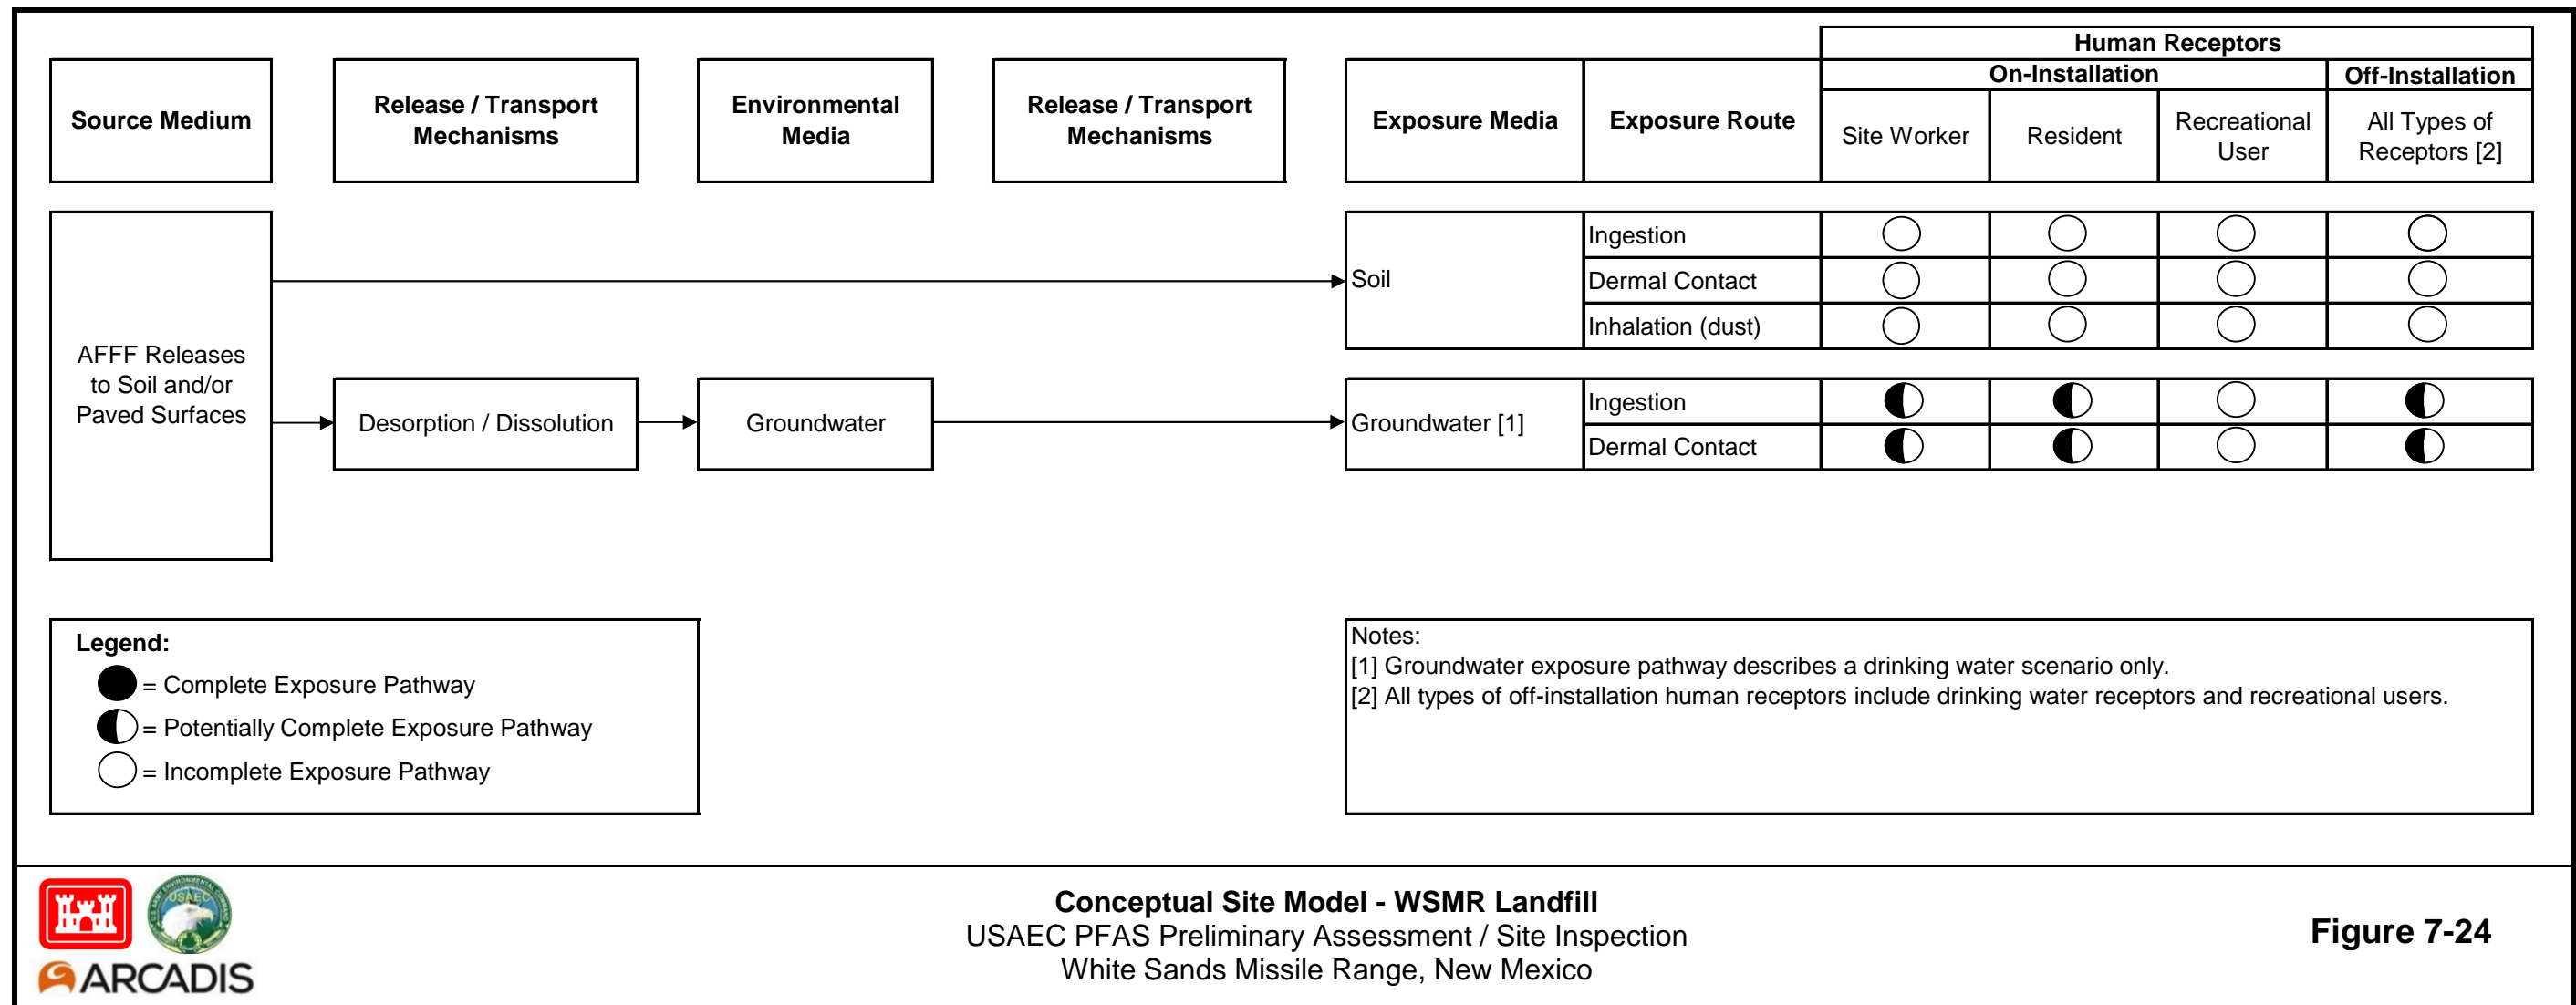 Human Receptors
On-Installation
Off-Installation
Source Medium
Release / Transport
Mechanisms
Environmental
Media
Release / Transport
Mechanisms
Exposure Media
Exposure Route
Site Worker
Resident
Recreational
User
All Types of
Receptors [2]
AFFF Releases
to Soil and/or
Paved Surfaces
Soil
Ingestion
Dermal Contact
Inhalation (dust)
Desorption / Dissolution
Groundwater
Groundwater [1]
Ingestion
Dermal Contact
Legend:
= Complete Exposure Pathway
= Potentially Complete Exposure Pathway
= Incomplete Exposure Pathway
Notes:
[1] Groundwater exposure pathway describes a drinking water scenario only.
[2] All types of off-installation human receptors include drinking water receptors and recreational users.
U.S. ARMY ENVIRONMENTAL COMMAND
USAEC
ARCADIS
Conceptual Site Model - WSMR Landfill
USAEC PFAS Preliminary Assessment / Site Inspection
White Sands Missile Range, New Mexico
Figure 7-24